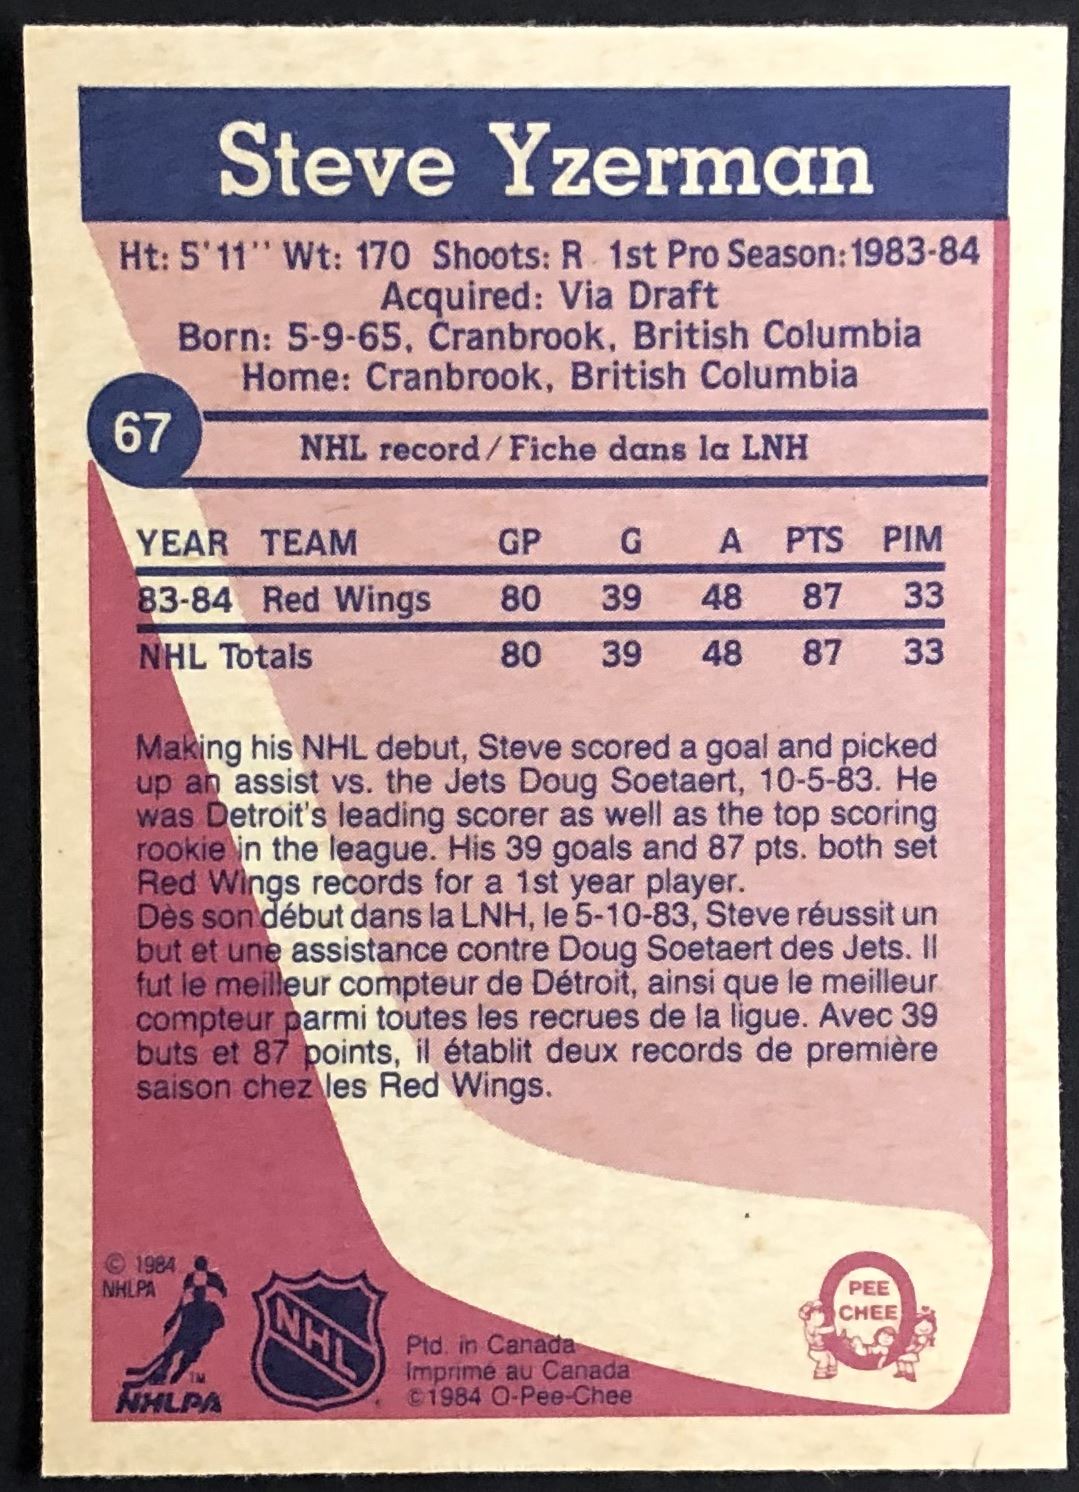 Steve Yzerman
Ht: 5'11'' Wt: 170 Shoots: R 1st Pro Season:1983-84
Acquired: Via Draft
Born: 5-9-65, Cranbrook, British Columbia
Home: Cranbrook, British Columbia
67
NHL record/Fiche dans la LNH
YEAR TEAM GP G A PTS PIM
83-84 Red Wings 80 39 48 87 33
NHL Totals 80 39 48 87 33
Making his NHL debut, Steve scored a goal and picked
up an assist vs. the Jets Doug Soetaert, 10-5-83. He
was Detroit's leading scorer as well as the top scoring
rookie in the league. His 39 goals and 87 pts. both set
Red Wings records for a 1st year player.
Dès son début dans la LNH, le 5-10-83, Steve réussit un
but et une assistance contre Doug Soetaert des Jets. Il
fut le meilleur compteur de Détroit, ainsi que le meilleur
compteur parmi toutes les recrues de la ligue. Avec 39
buts et 87 points, il établit deux records de première
saison chez les Red Wings.
© 1984
NHLPA
TM
NHLPA
NHL
Ptd. in Canada
Imprimé au Canada
©1984 O-Pee-Chee
PEE
CHEE